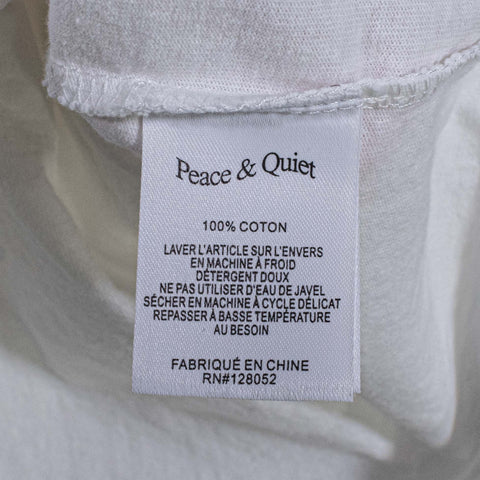 Peace & Quiet
100% COTON
LAVER L'ARTICLE SUR L'ENVERS
EN MACHINE À FROID
DÉTERGENT DOUX
NE PAS UTILISER D'EAU DE JAVEL
SÉCHER EN MACHINE À CYCLE DÉLICAT
REPASSER À BASSE TEMPÉRATURE
AU BESOIN
FABRIQUÉ EN CHINE
RN#128052